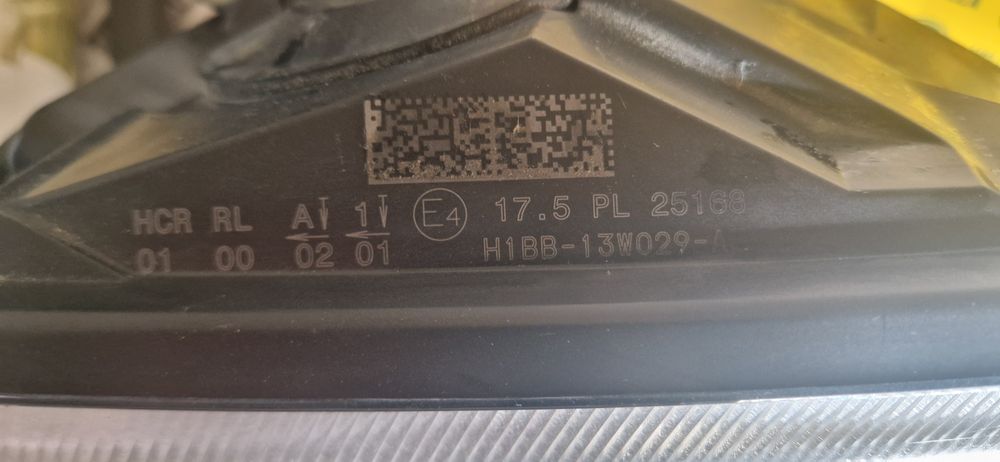 HCR RL A 1 E4 17.5 PL 25168
01 00 02 01 H1BB-13W029-A